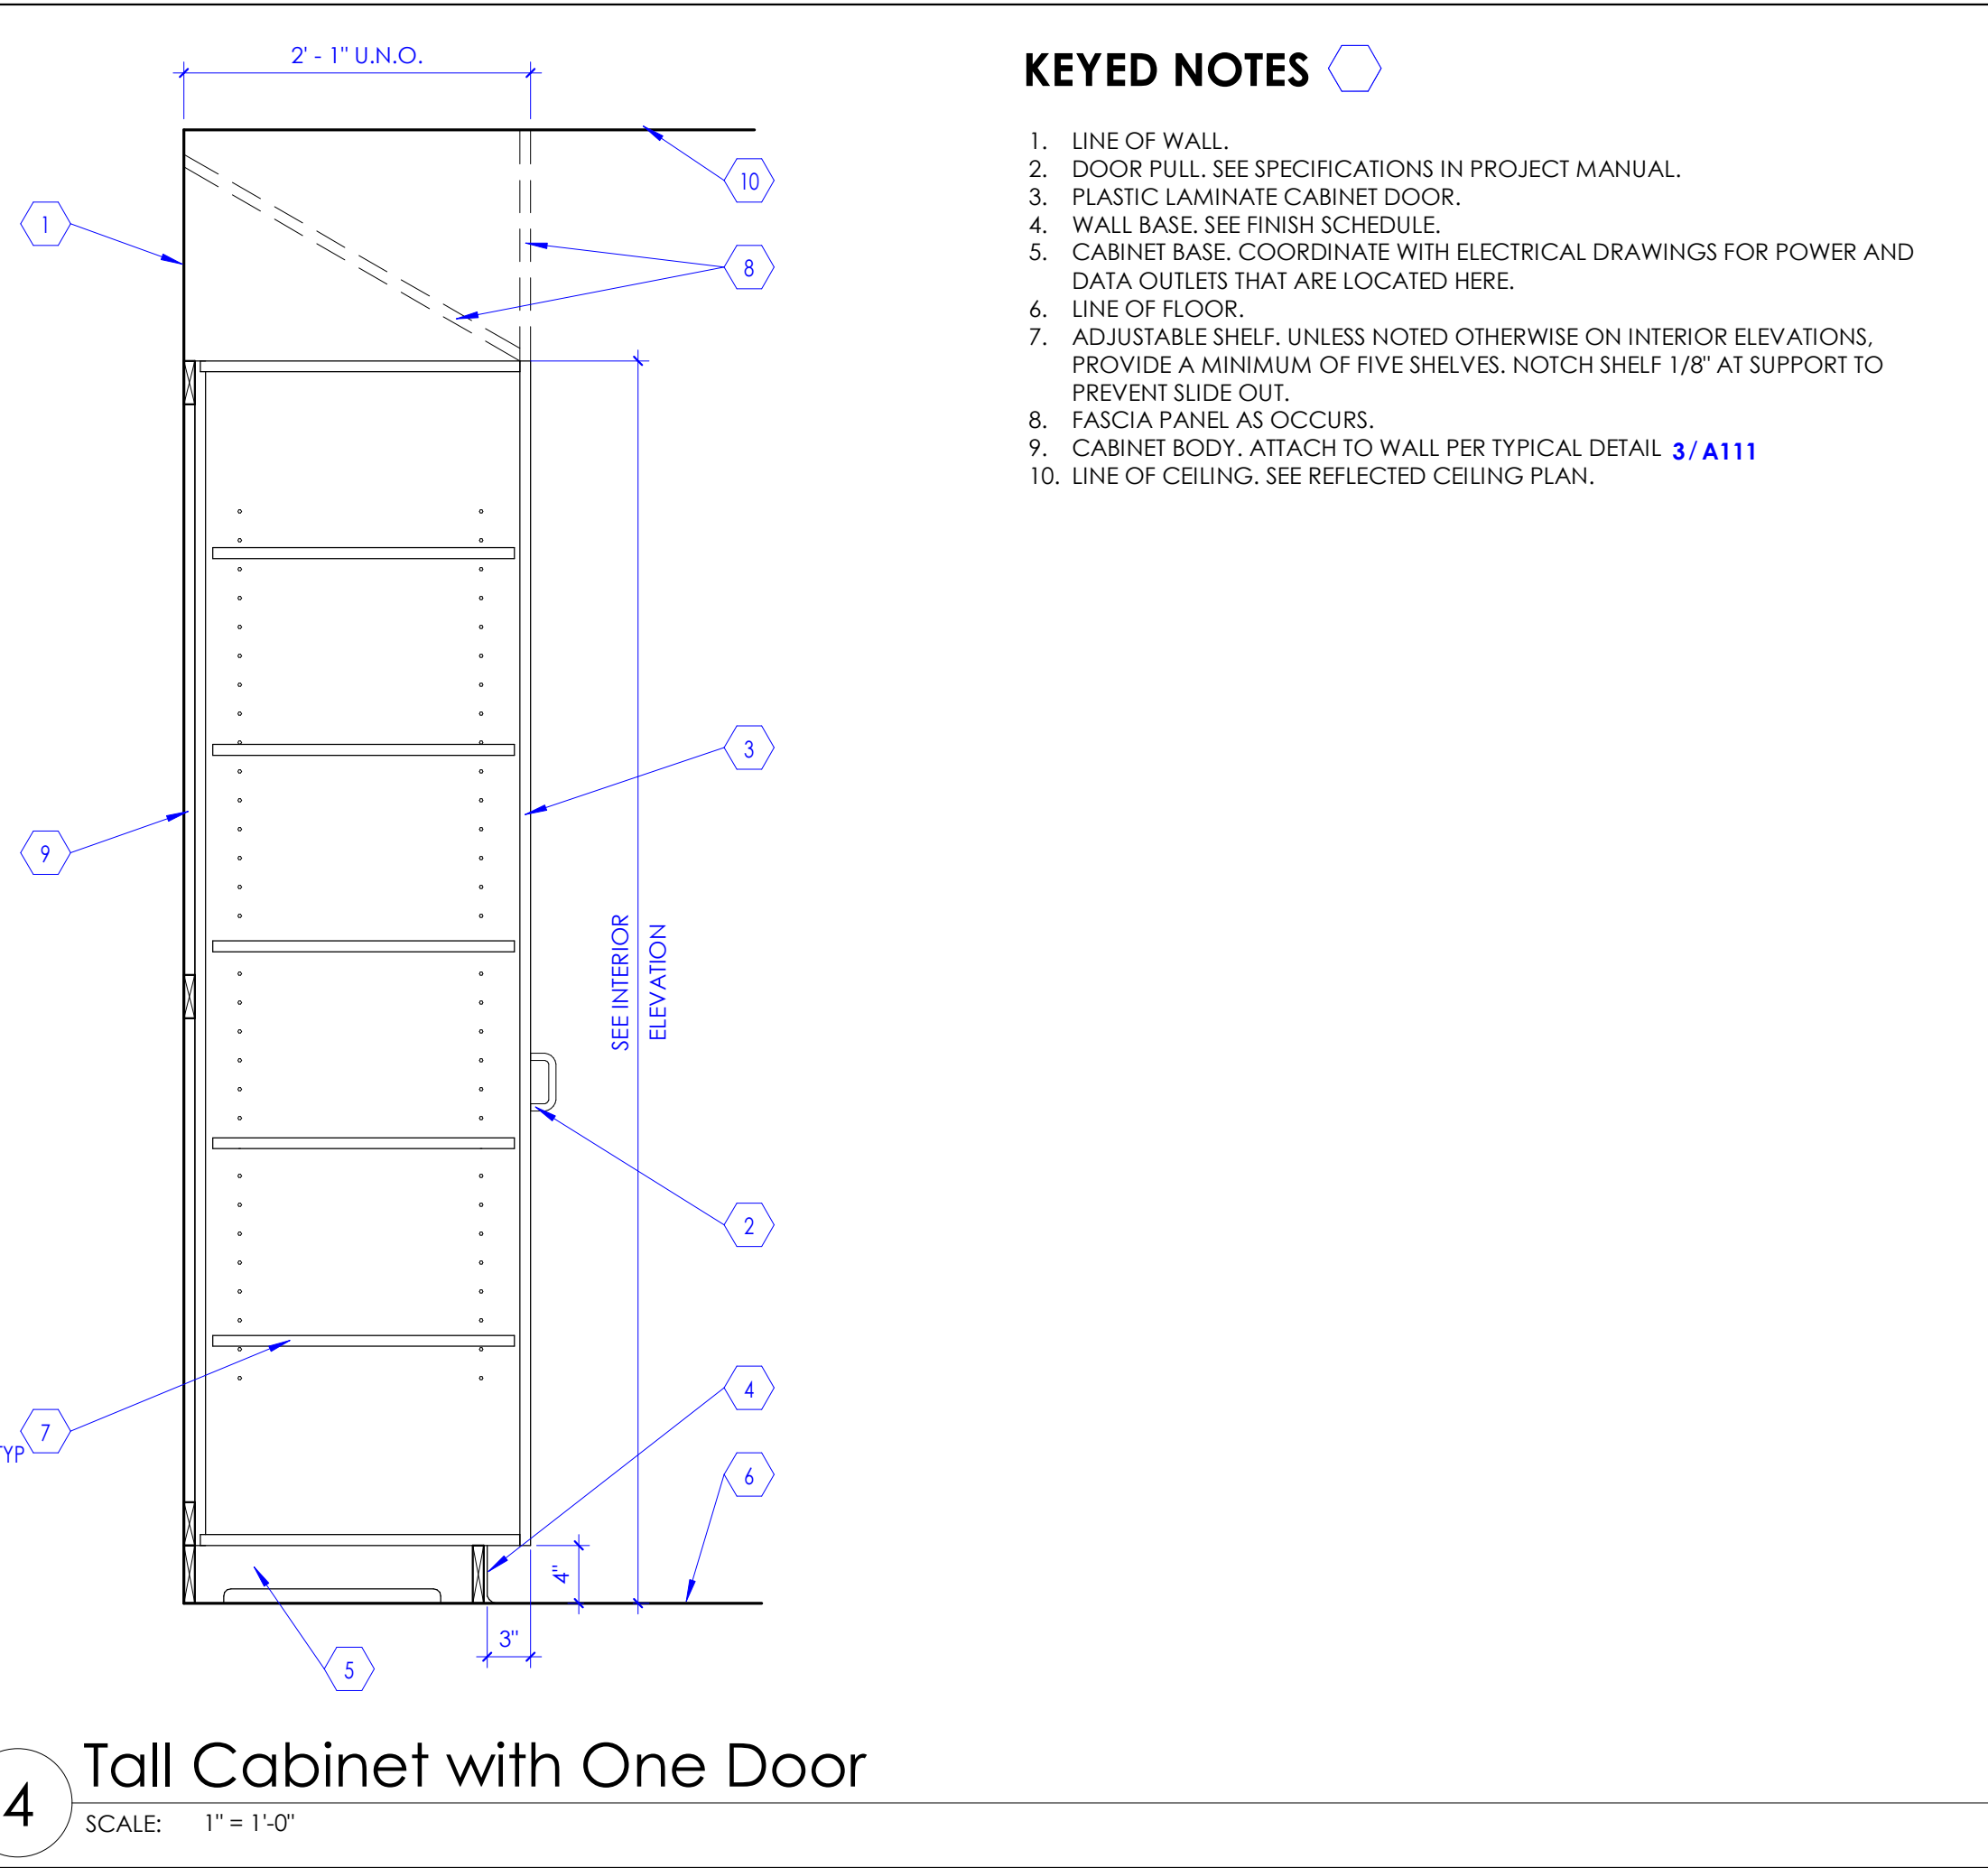 2' - 1" U.N.O.
KEYED NOTES
1. LINE OF WALL.
2. DOOR PULL. SEE SPECIFICATIONS IN PROJECT MANUAL.
3. PLASTIC LAMINATE CABINET DOOR.
4. WALL BASE. SEE FINISH SCHEDULE.
5. CABINET BASE. COORDINATE WITH ELECTRICAL DRAWINGS FOR POWER AND
DATA OUTLETS THAT ARE LOCATED HERE.
6. LINE OF FLOOR.
7. ADJUSTABLE SHELF. UNLESS NOTED OTHERWISE ON INTERIOR ELEVATIONS,
PROVIDE A MINIMUM OF FIVE SHELVES. NOTCH SHELF 1/8" AT SUPPORT TO
PREVENT SLIDE OUT.
8. FASCIA PANEL AS OCCURS.
9. CABINET BODY. ATTACH TO WALL PER TYPICAL DETAIL 3/A111
10. LINE OF CEILING. SEE REFLECTED CEILING PLAN.
10
1
8
3
9
SEE INTERIOR
ELEVATION
2
4
7
TYP
6
4"
3"
5
4
Tall Cabinet with One Door
SCALE: 1" = 1'-0"